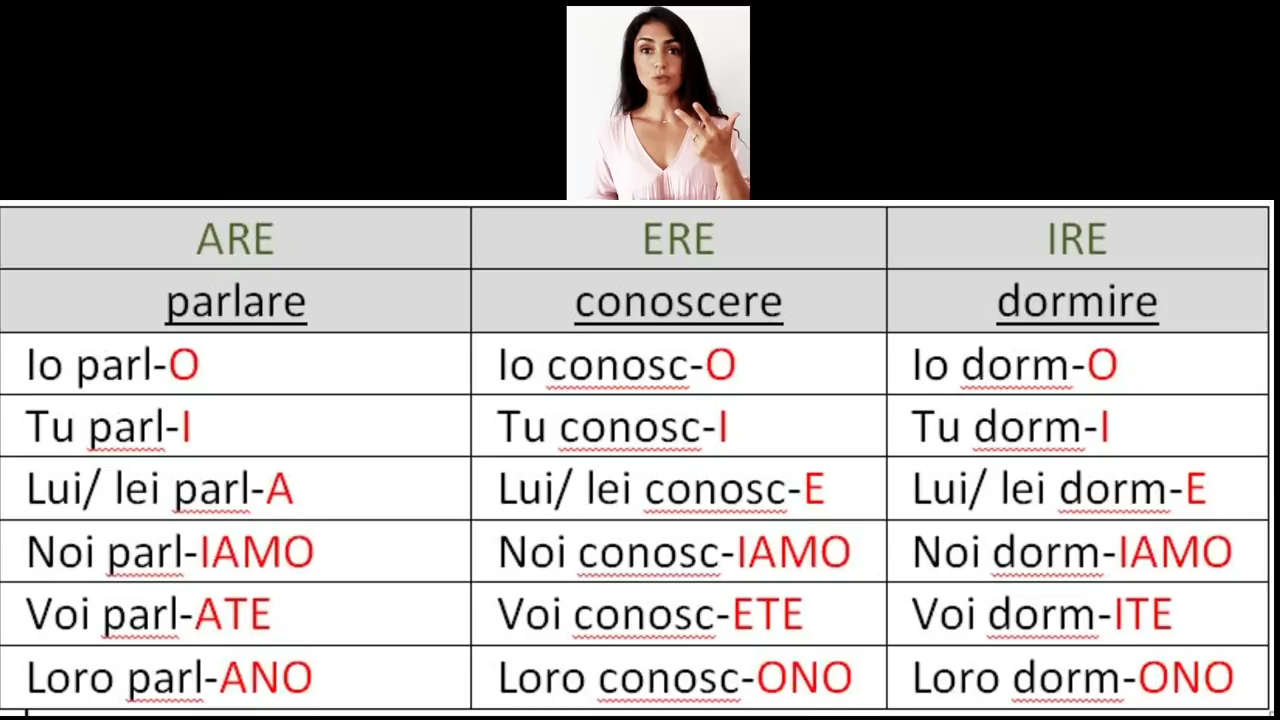 ARE ERE IRE
parlare conoscere dormire
Io parl-O Io conosc-O Io dorm-O
Tu parl-I Tu conosc-I Tu dorm-I
Lui/ lei parl-A Lui/ lei conosc-E Lui/ lei dorm-E
Noi parl-IAMO Noi conosc-IAMO Noi dorm-IAMO
Voi parl-ATE Voi conosc-ETE Voi dorm-ITE
Loro parl-ANO Loro conosc-ONO Loro dorm-ONO